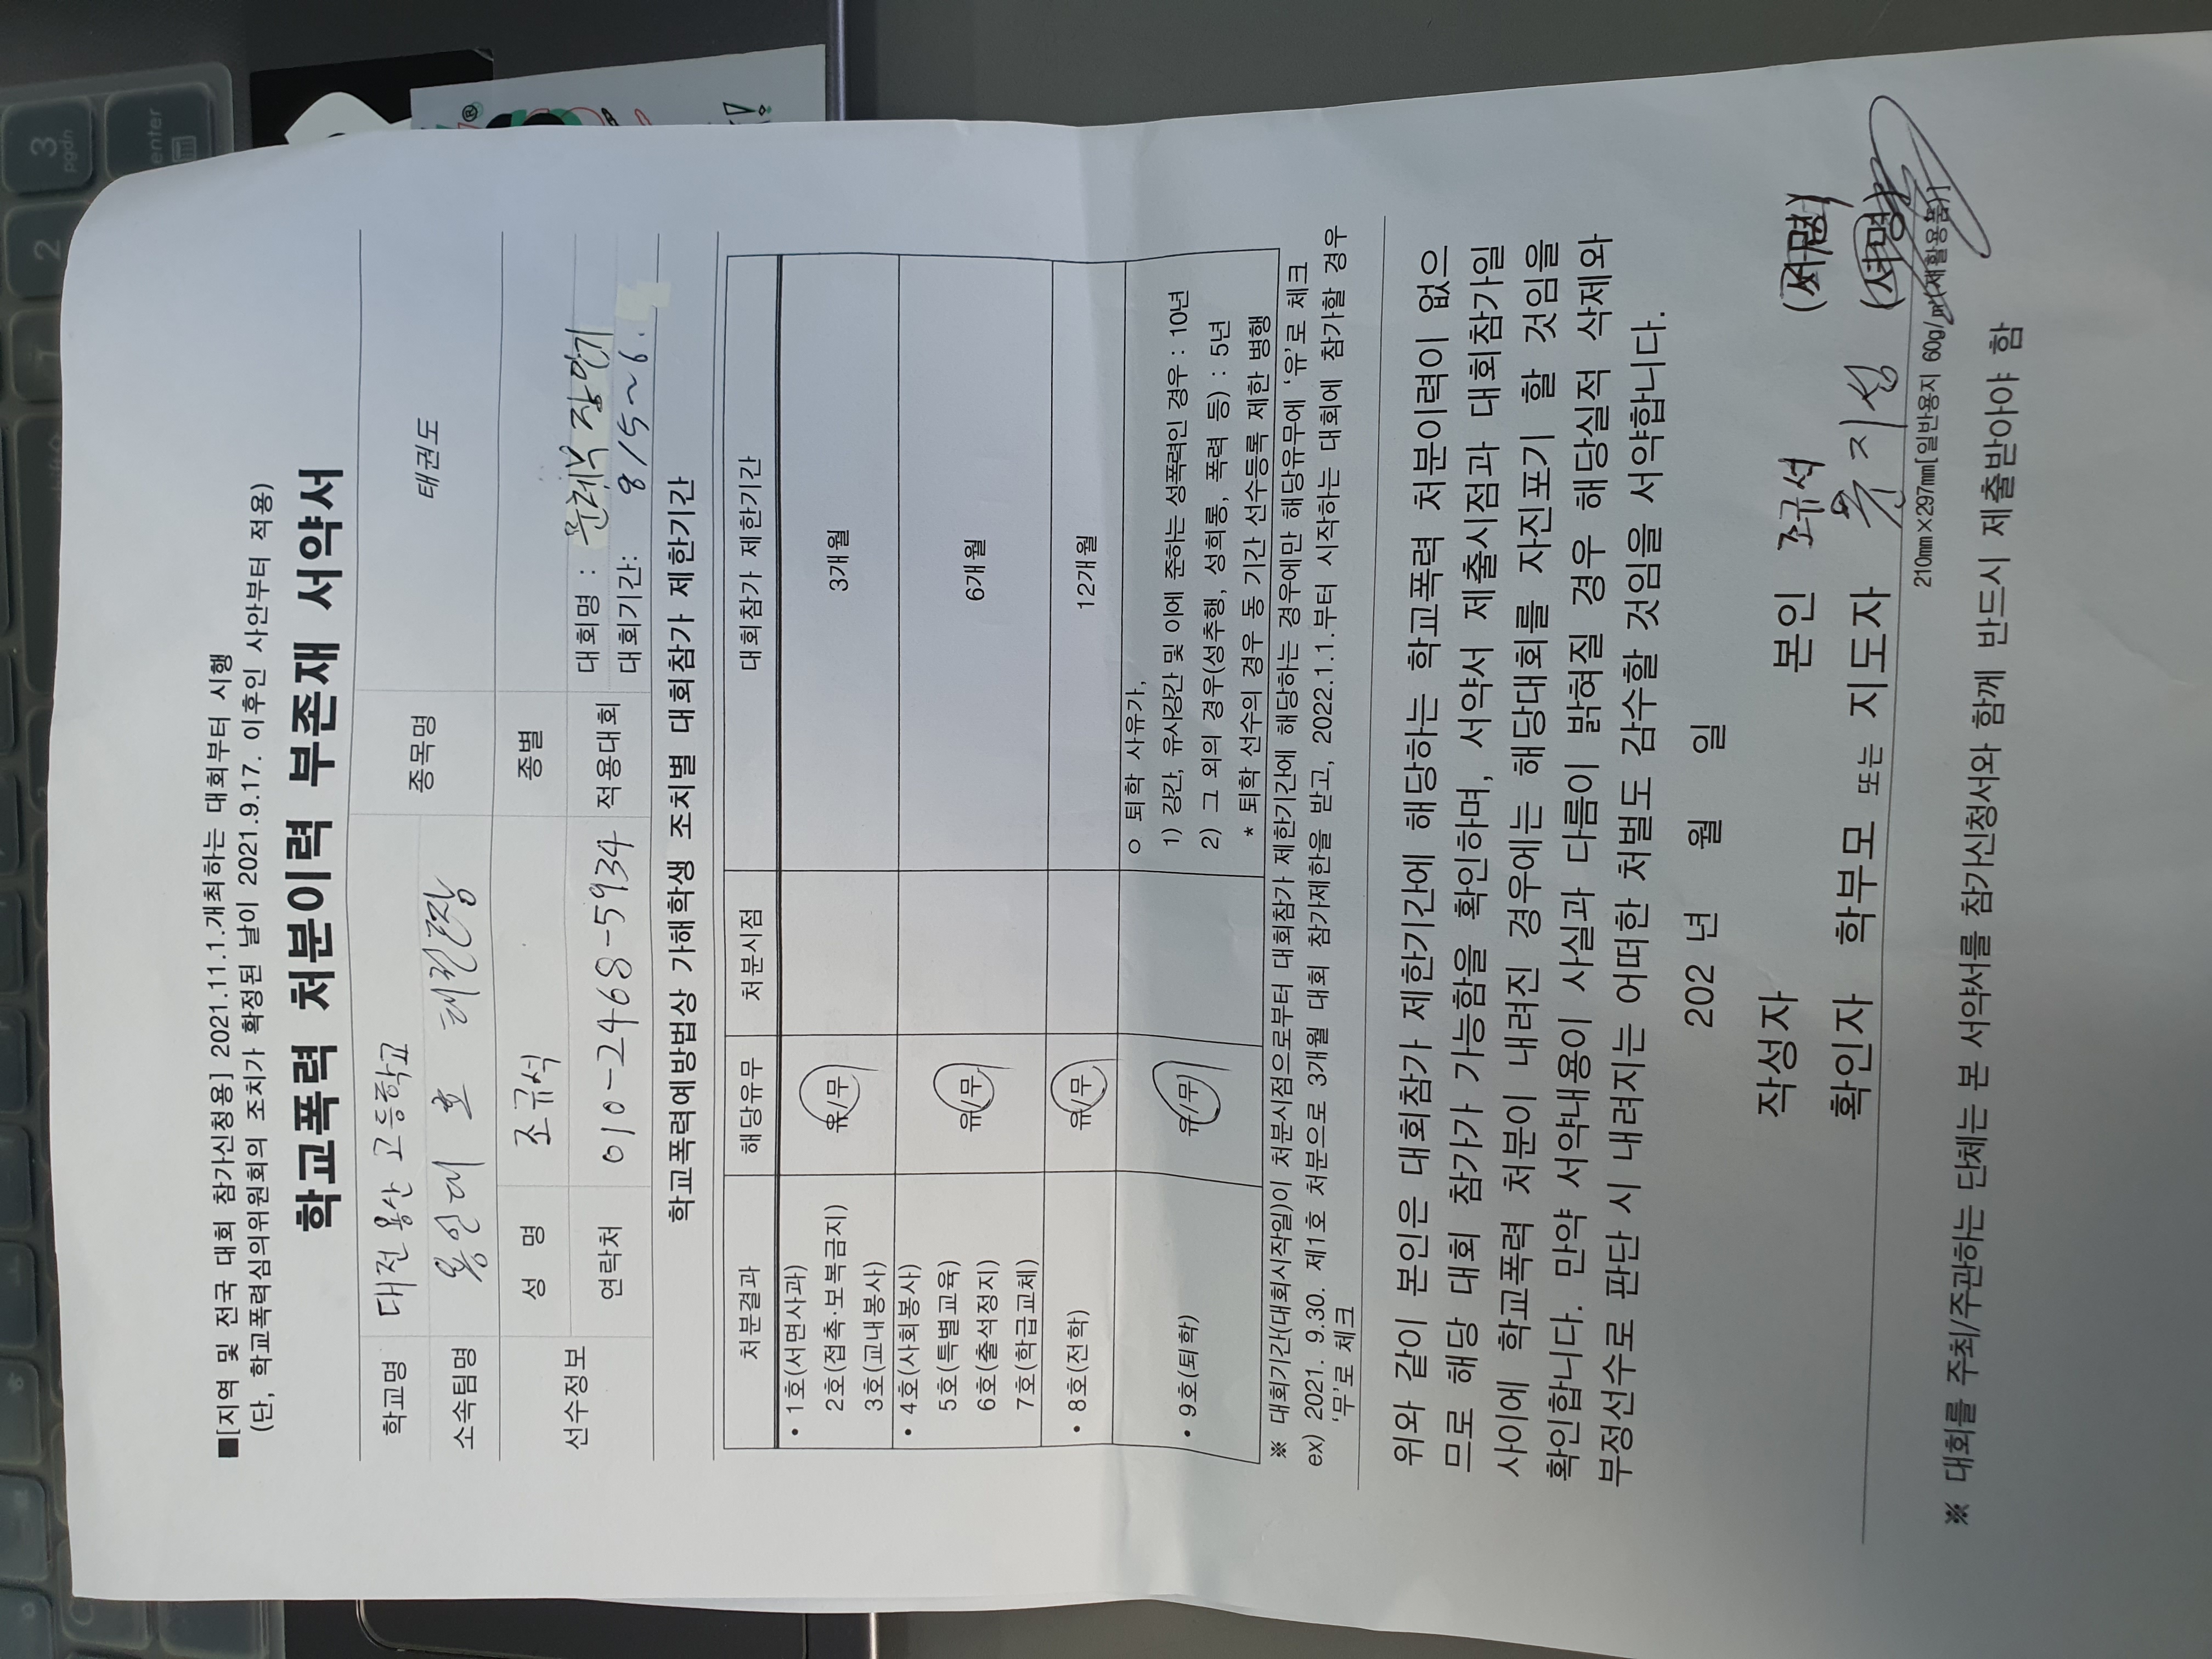 ■[지역 및 전국 대회 참가신청용] 2021.11.1.개최하는 대회부터 시행
(단, 학교폭력심의위원회의 조치가 확정된 날이 2021.9.17. 이후인 사안부터 적용)
학교폭력 처분이력 부존재 서약서
학교명 대전용산고등학교 종목명 태권도
소속팀명 용인대 호 태권장
선수정보 성 명 조규석 종별
연락처 010-2468-5934 적용대회 대회명 : 문체부장관기
대회기간: 8/5~6.
학교폭력예방법상 가해학생 조치별 대회참가 제한기간
처분결과 해당유무 처분시점 대회참가 제한기간
• 1호(서면사과)
2호(접촉·보복금지) 유/무 3개월
3호(교내봉사)
• 4호(사회봉사)
5호(특별교육) 유/무 6개월
6호(출석정지)
7호(학급교체)
• 8호(전학) 유/무 12개월
• 9호(퇴학) 유/무
○ 퇴학 사유가,
1) 강간, 유사강간 및 이에 준하는 성폭력인 경우 : 10년
2) 그 외의 경우(성추행, 성희롱, 폭력 등) : 5년
* 퇴학 선수의 경우 동 기간 선수등록 제한 병행
※ 대회기간(대회시작일)이 처분시점으로부터 대회참가 제한기간에 해당하는 경우에만 해당유무에 ‘유’로 체크
ex) 2021. 9.30. 제1호 처분으로 3개월 대회 참가제한을 받고, 2022.1.1.부터 시작하는 대회에 참가할 경우
‘무’로 체크
위와 같이 본인은 대회참가 제한기간에 해당하는 학교폭력 처분이력이 없으
므로 해당 대회 참가가 가능함을 확인하며, 서약서 제출시점과 대회참가일
사이에 학교폭력 처분이 내려진 경우에는 해당대회를 자진포기 할 것임을
확인합니다. 만약 서약내용이 사실과 다름이 밝혀질 경우 해당실적 삭제와
부정선수로 판단 시 내려지는 어떠한 처벌도 감수할 것임을 서약합니다.
202 년 월 일
작성자 본인 조규석 (서명)
확인자 학부모 또는 지도자 지성 (서명)
210㎜×297㎜[일반용지 60g/㎡(재활용품)]
※ 대회를 주최/주관하는 단체는 본 서약서를 참가신청서와 함께 반드시 제출받아야 함
3
pgdn
enter
2
1